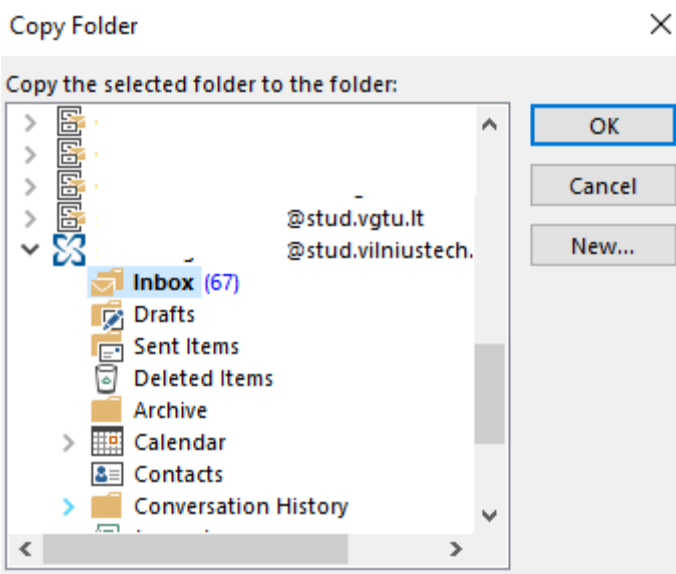 Copy Folder
Copy the selected folder to the folder:
OK
Cancel
@stud.vgtu.lt
@stud.vilniustech.
New...
Inbox (67)
Drafts
Sent Items
Deleted Items
Archive
Calendar
Contacts
Conversation History